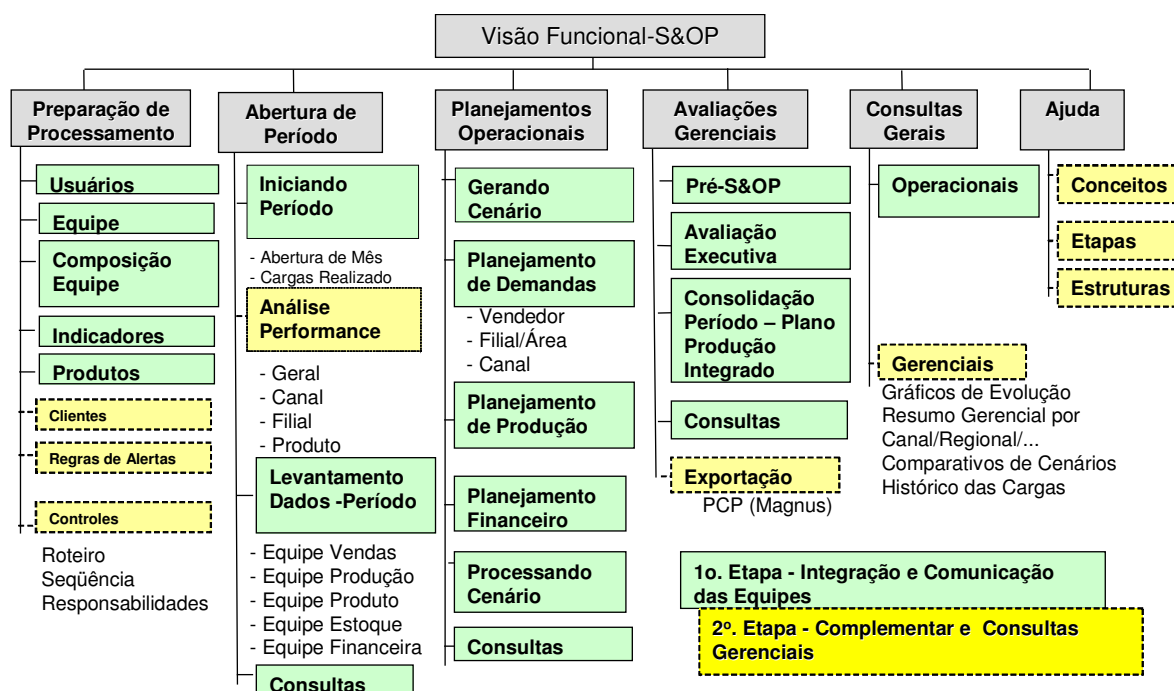 Visão Funcional-S&OP
Preparação de
Processamento
Usuários
Equipe
Composição
Equipe
Indicadores
Produtos
Clientes
Regras de Alertas
Controles
Roteiro
Seqüência
Responsabilidades
Abertura de
Período
Iniciando
Período
- Abertura de Mês
- Cargas Realizado
Análise
Performance
- Geral
- Canal
- Filial
- Produto
Levantamento
Dados -Período
- Equipe Vendas
- Equipe Produção
- Equipe Produto
- Equipe Estoque
- Equipe Financeira
Consultas
Planejamentos
Operacionais
Gerando
Cenário
Planejamento
de Demandas
- Vendedor
- Filial/Área
- Canal
Planejamento
de Produção
Planejamento
Financeiro
Processando
Cenário
Consultas
Avaliações
Gerenciais
Pré-S&OP
Avaliação
Executiva
Consolidação
Período – Plano
Produção
Integrado
Consultas
Exportação
PCP (Magnus)
Consultas
Gerais
Operacionais
Gerenciais
Gráficos de Evolução
Resumo Gerencial por
Canal/Regional/...
Comparativos de Cenários
Histórico das Cargas
Ajuda
Conceitos
Etapas
Estruturas
1o. Etapa - Integração e Comunicação
das Equipes
2º. Etapa - Complementar e Consultas
Gerenciais